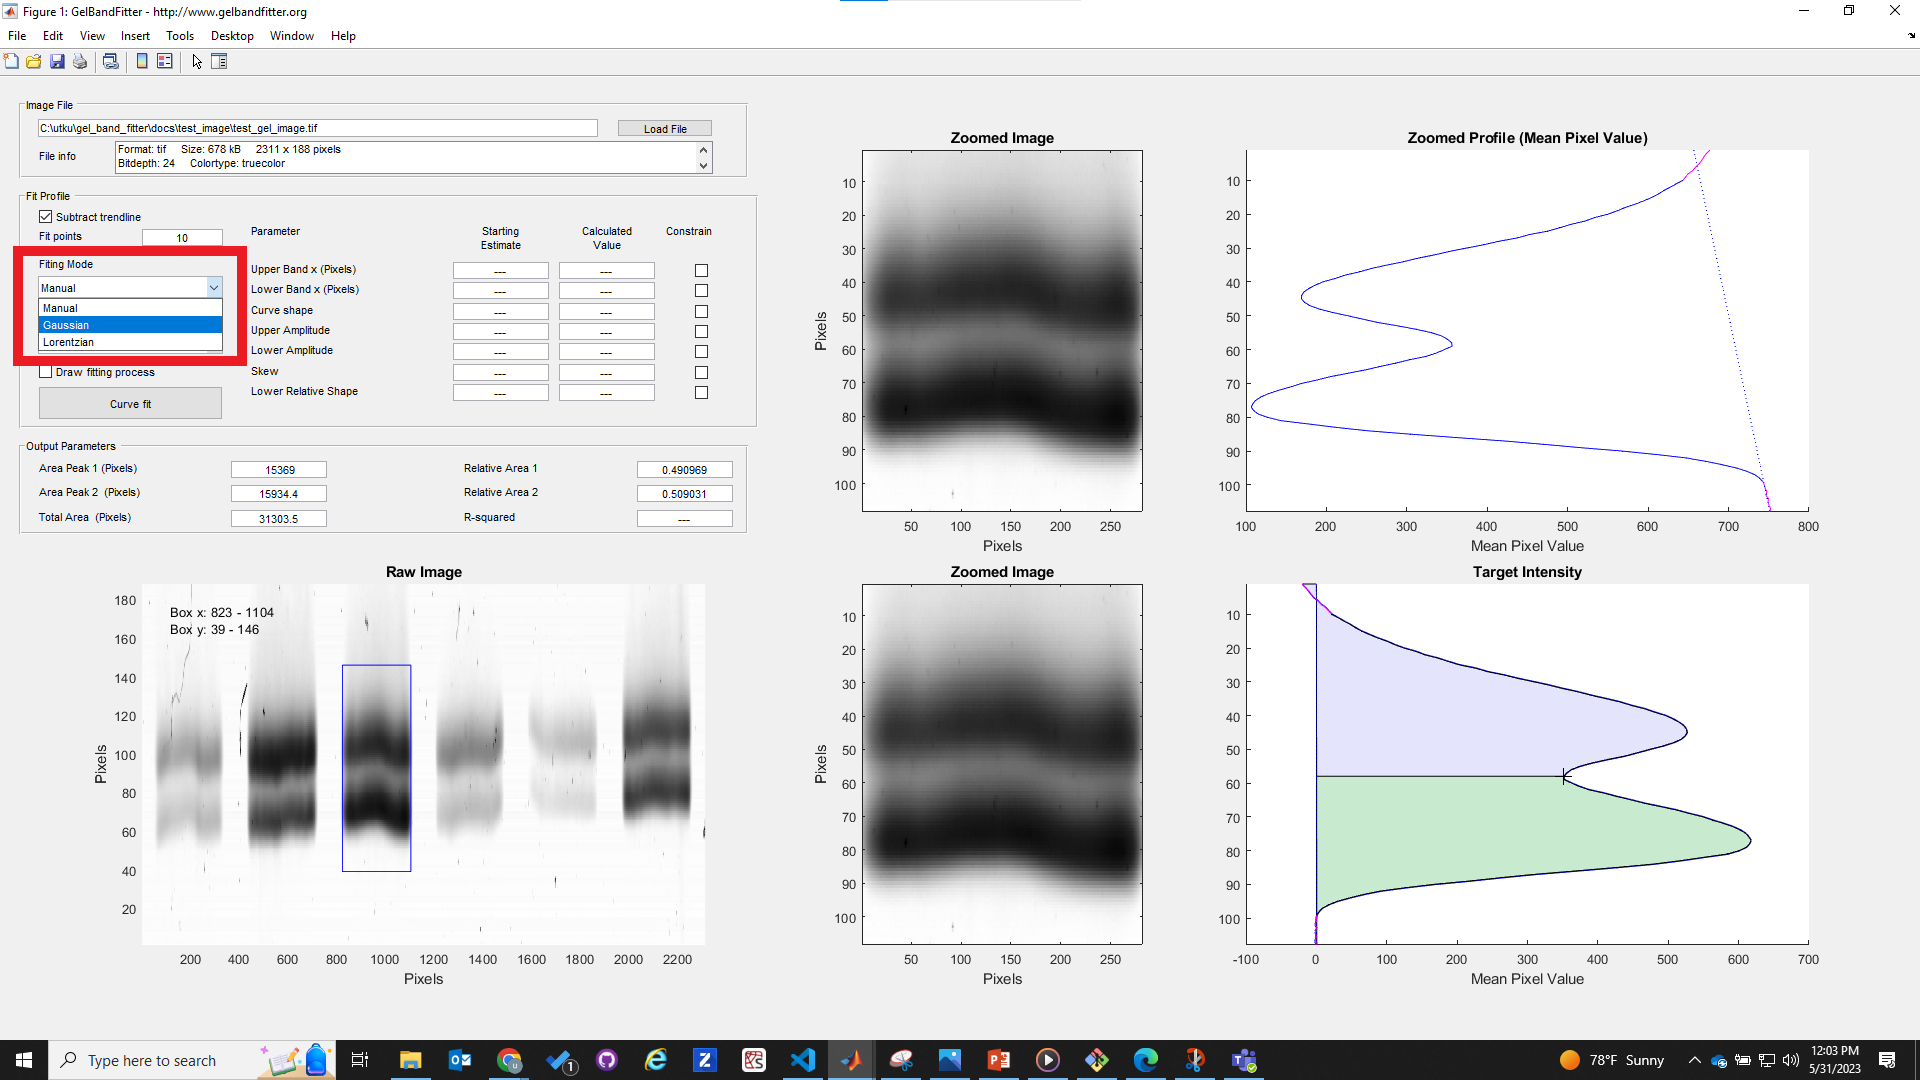 Figure 1: GelBandFitter - http://www.gelbandfitter.org
File Edit View Insert Tools Desktop Window Help
Image File
C:\utku\gel_band_fitter\docs\test_image\test_gel_image.tif
Load File
File info
Format: tif Size: 678 kB 2311 x 188 pixels
Bitdepth: 24 Colortype: truecolor
Fit Profile
Subtract trendline
Fit points 10
Parameter Starting Estimate Calculated Value Constrain
Fiting Mode
Manual
Manual
Gaussian
Lorentzian
Upper Band x (Pixels) --- ---
Lower Band x (Pixels) --- ---
Curve shape --- ---
Upper Amplitude --- ---
Lower Amplitude --- ---
Skew --- ---
Lower Relative Shape --- ---
Draw fitting process
Curve fit
Output Parameters
Area Peak 1 (Pixels) 15369 Relative Area 1 0.490969
Area Peak 2 (Pixels) 15934.4 Relative Area 2 0.509031
Total Area (Pixels) 31303.5 R-squared ---
Zoomed Image
10
20
30
40
50
60
70
80
90
100
Pixels
50 100 150 200 250
Pixels
Zoomed Profile (Mean Pixel Value)
10
20
30
40
50
60
70
80
90
100
100 200 300 400 500 600 700 800
Mean Pixel Value
Raw Image
Box x: 823 - 1104
Box y: 39 - 146
180
160
140
120
100
80
60
40
20
Pixels
200 400 600 800 1000 1200 1400 1600 1800 2000 2200
Pixels
Zoomed Image
10
20
30
40
50
60
70
80
90
100
Pixels
50 100 150 200 250
Pixels
Target Intensity
10
20
30
40
50
60
70
80
90
100
-100 0 100 200 300 400 500 600 700
Mean Pixel Value
Type here to search
1
78°F Sunny
12:03 PM
5/31/2023